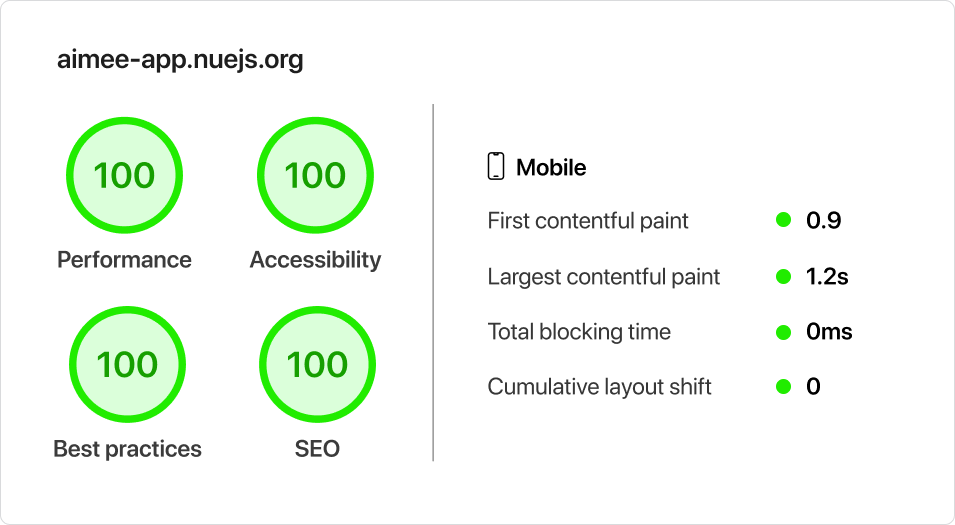 aimee-app.nuejs.org
100
100
Performance
Accessibility
100
100
Best practices
SEO
Mobile
First contentful paint 0.9
Largest contentful paint 1.2s
Total blocking time 0ms
Cumulative layout shift 0